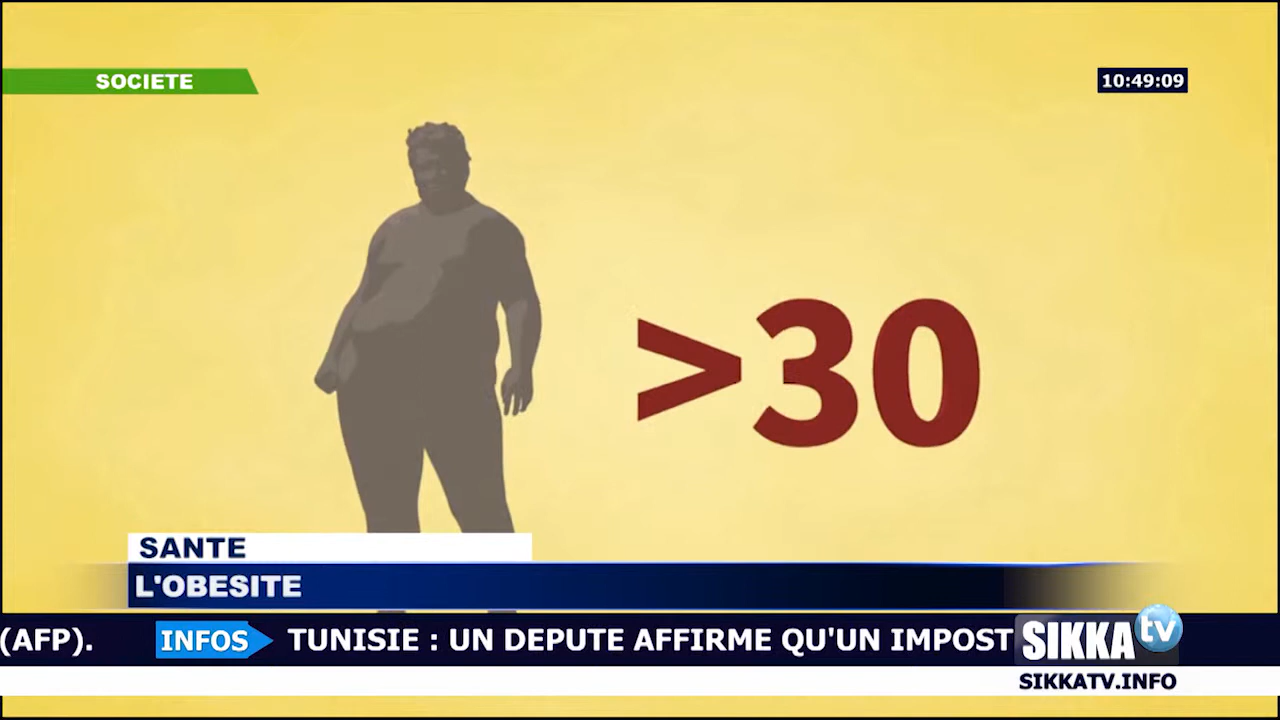 SOCIETE
10:49:09
>30
SANTE
L'OBESITE
(AFP). INFOS TUNISIE : UN DEPUTE AFFIRME QU'UN IMPOST
SIKKA tv
SIKKATV.INFO